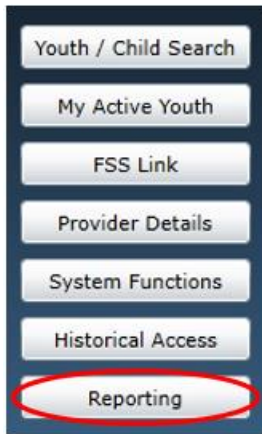 Youth / Child Search
My Active Youth
FSS Link
Provider Details
System Functions
Historical Access
Reporting